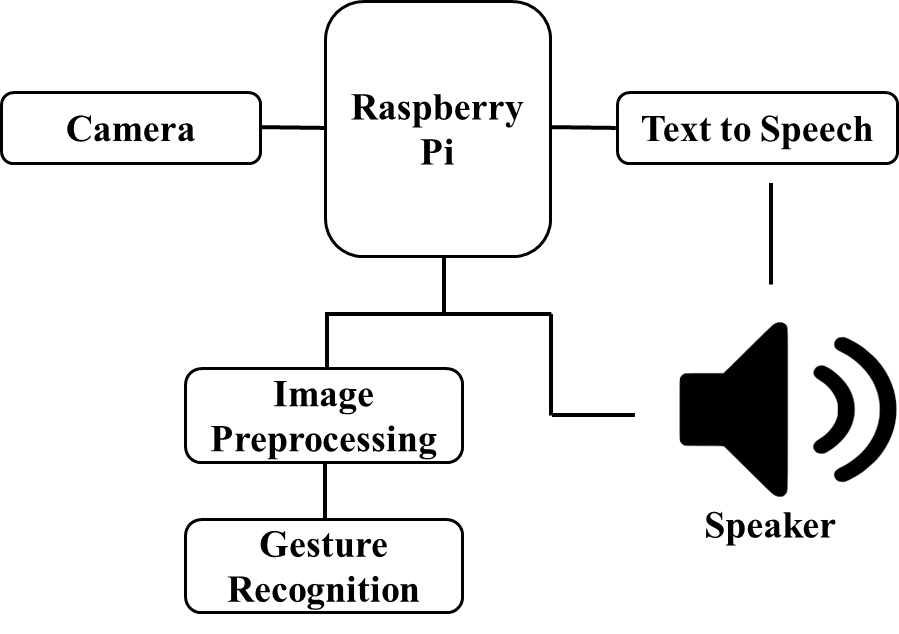 Raspberry
Pi
Camera
Text to Speech
Image
Preprocessing
Gesture
Recognition
Speaker